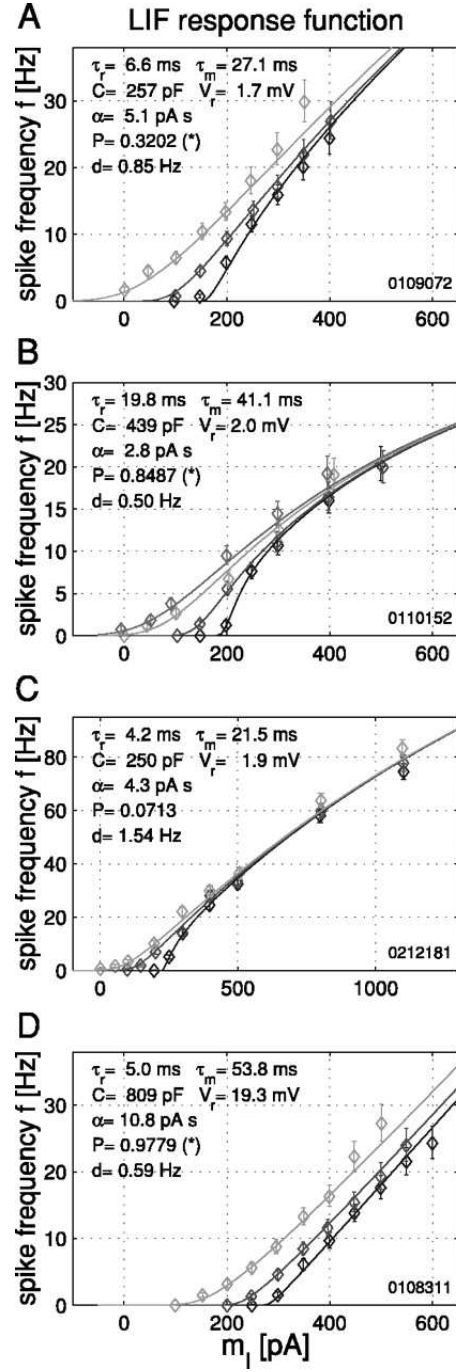 A
LIF response function
τr= 6.6 ms τm= 27.1 ms
C= 257 pF Vr= 1.7 mV
α= 5.1 pA s
P= 0.3202 (*)
d= 0.85 Hz
spike frequency f [Hz]
30
20
10
0
0 200 400 600
0109072
B
τr= 19.8 ms τm= 41.1 ms
C= 439 pF Vr= 2.0 mV
α= 2.8 pA s
P= 0.8487 (*)
d= 0.50 Hz
spike frequency f [Hz]
30
25
20
15
10
5
0
0 200 400 600
0110152
C
τr= 4.2 ms τm= 21.5 ms
C= 250 pF Vr= 1.9 mV
α= 4.3 pA s
P= 0.0713
d= 1.54 Hz
spike frequency f [Hz]
80
60
40
20
0
0 500 1000
0212181
D
τr= 5.0 ms τm= 53.8 ms
C= 809 pF Vr= 19.3 mV
α= 10.8 pA s
P= 0.9779 (*)
d= 0.59 Hz
spike frequency f [Hz]
30
20
10
0
0 200 400 600
0108311
mI [pA]